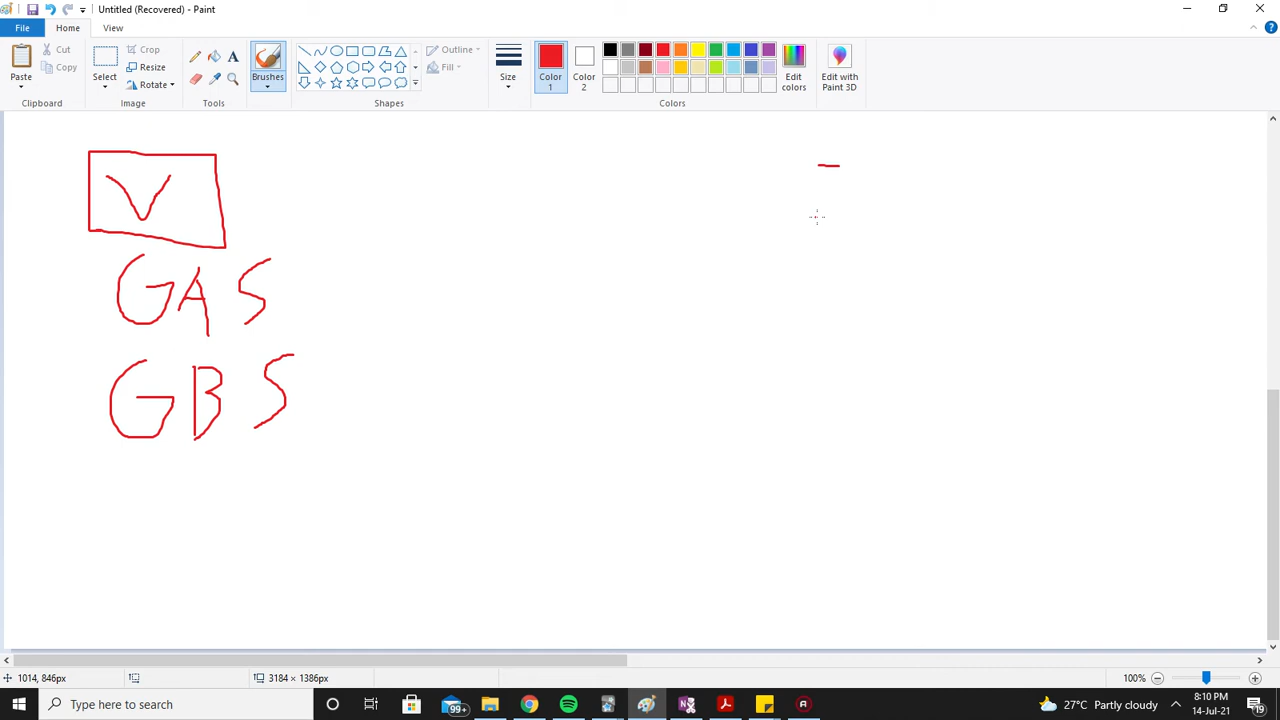 Untitled (Recovered) - Paint
File Home View
Paste
Cut
Copy
Clipboard
Select
Crop
Resize
Rotate
Image
Tools
Brushes
Shapes
Outline
Fill
Size
Color 1
Color 2
Colors
Edit colors
Edit with Paint 3D
V
GAS
GBS
1014, 846px
3184 × 1386px
100%
Type here to search
99+
27°C Partly cloudy
8:10 PM
14-Jul-21
19